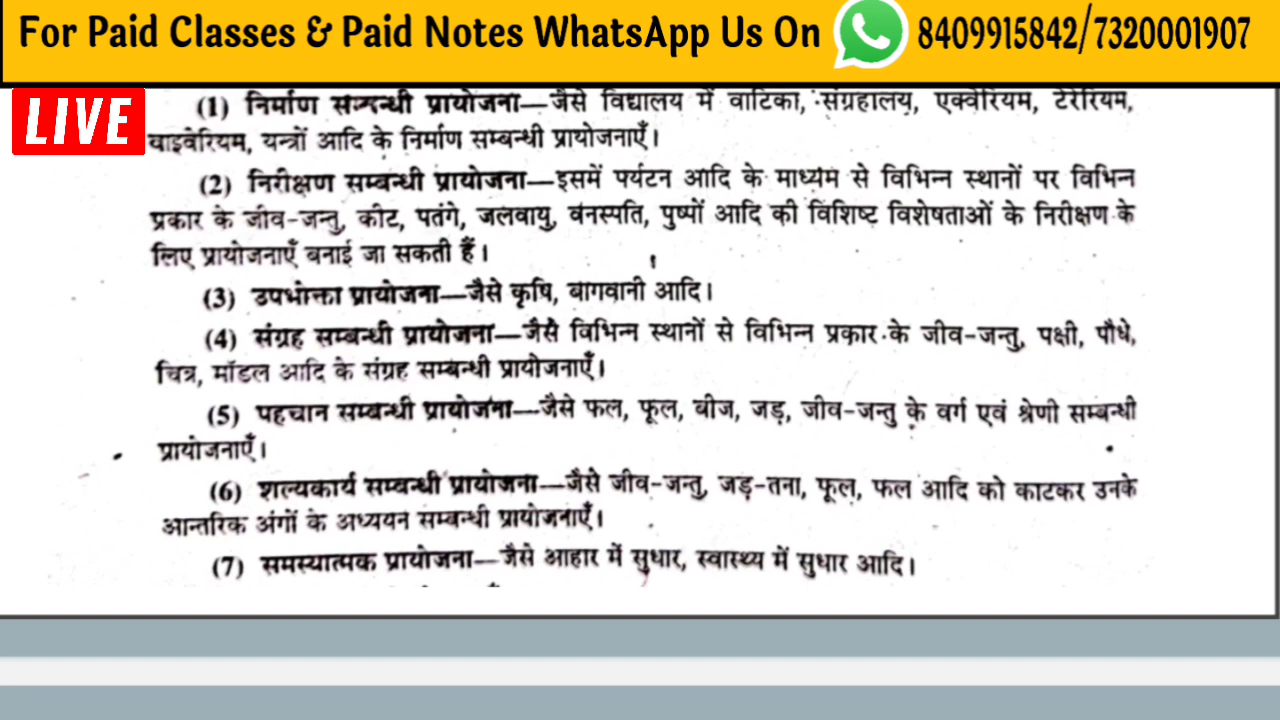 For Paid Classes & Paid Notes WhatsApp Us On 8409915842/7320001907
LIVE
(1) निर्माण सम्बन्धी प्रायोजना—जैसे विद्यालय में वाटिका, संग्रहालय, एक्वेरियम, टेरेरियम,
वाइवेरियम, यन्त्रों आदि के निर्माण सम्बन्धी प्रायोजनाएँ।
(2) निरीक्षण सम्बन्धी प्रायोजना—इसमें पर्यटन आदि के माध्यम से विभिन्न स्थानों पर विभिन्न
प्रकार के जीव-जन्तु, कीट, पतंगे, जलवायु, वनस्पति, पुष्पों आदि की विशिष्ट विशेषताओं के निरीक्षण के
लिए प्रायोजनाएँ बनाई जा सकती हैं।
(3) उपभोक्ता प्रायोजना—जैसे कृषि, बागवानी आदि।
(4) संग्रह सम्बन्धी प्रायोजना—जैसे विभिन्न स्थानों से विभिन्न प्रकार के जीव-जन्तु, पक्षी, पौधे,
चित्र, मॉडल आदि के संग्रह सम्बन्धी प्रायोजनाएँ।
(5) पहचान सम्बन्धी प्रायोजना—जैसे फल, फूल, बीज, जड़, जीव-जन्तु के वर्ग एवं श्रेणी सम्बन्धी
प्रायोजनाएँ।
(6) शल्यकार्य सम्बन्धी प्रायोजना—जैसे जीव-जन्तु, जड़-तना, फूल, फल आदि को काटकर उनके
आन्तरिक अंगों के अध्ययन सम्बन्धी प्रायोजनाएँ।
(7) समस्यात्मक प्रायोजना—जैसे आहार में सुधार, स्वास्थ्य में सुधार आदि।